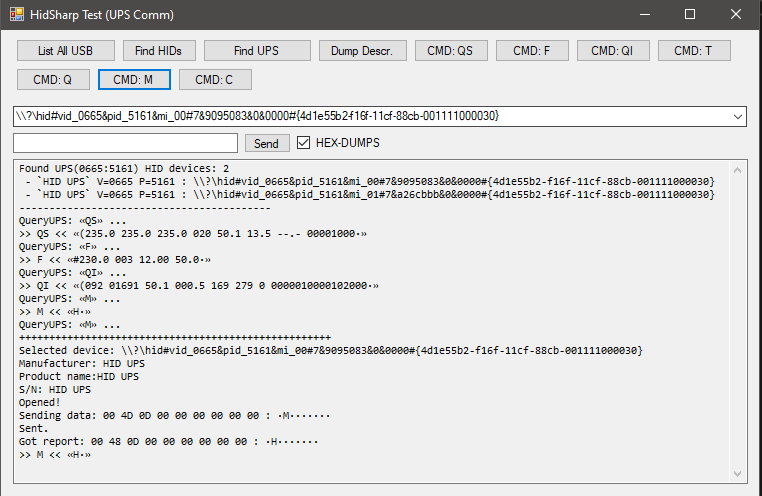 HidSharp Test (UPS Comm)
List All USB
Find HIDs
Find UPS
Dump Descr.
CMD: QS
CMD: F
CMD: QI
CMD: T
CMD: Q
CMD: M
CMD: C
\\?\hid#vid_0665&pid_5161&mi_00#7&9095083&0&0000#{4d1e55b2-f16f-11cf-88cb-001111000030}
Send
HEX-DUMPS
Found UPS(0665:5161) HID devices: 2
- `HID UPS` V=0665 P=5161 : \\?\hid#vid_0665&pid_5161&mi_00#7&9095083&0&0000#{4d1e55b2-f16f-11cf-88cb-001111000030}
- `HID UPS` V=0665 P=5161 : \\?\hid#vid_0665&pid_5161&mi_01#7&a26cbbb&0&0000#{4d1e55b2-f16f-11cf-88cb-001111000030}
------------------------------------------
QueryUPS: «QS» ...
>> QS << «(235.0 235.0 235.0 020 50.1 13.5 --.- 00001000·»
QueryUPS: «F» ...
>> F << «#230.0 003 12.00 50.0·»
QueryUPS: «QI» ...
>> QI << «(092 01691 50.1 000.5 169 279 0 0000010000102000·»
QueryUPS: «M» ...
>> M << «H·»
QueryUPS: «M» ...
++++++++++++++++++++++++++++++++++++++++++++++++++++
Selected device: \\?\hid#vid_0665&pid_5161&mi_00#7&9095083&0&0000#{4d1e55b2-f16f-11cf-88cb-001111000030}
Manufacturer: HID UPS
Product name:HID UPS
S/N: HID UPS
Opened!
Sending data: 00 4D 0D 00 00 00 00 00 00 : ·M·······
Sent.
Got report: 00 48 0D 00 00 00 00 00 00 : ·H·······
>> M << «H·»